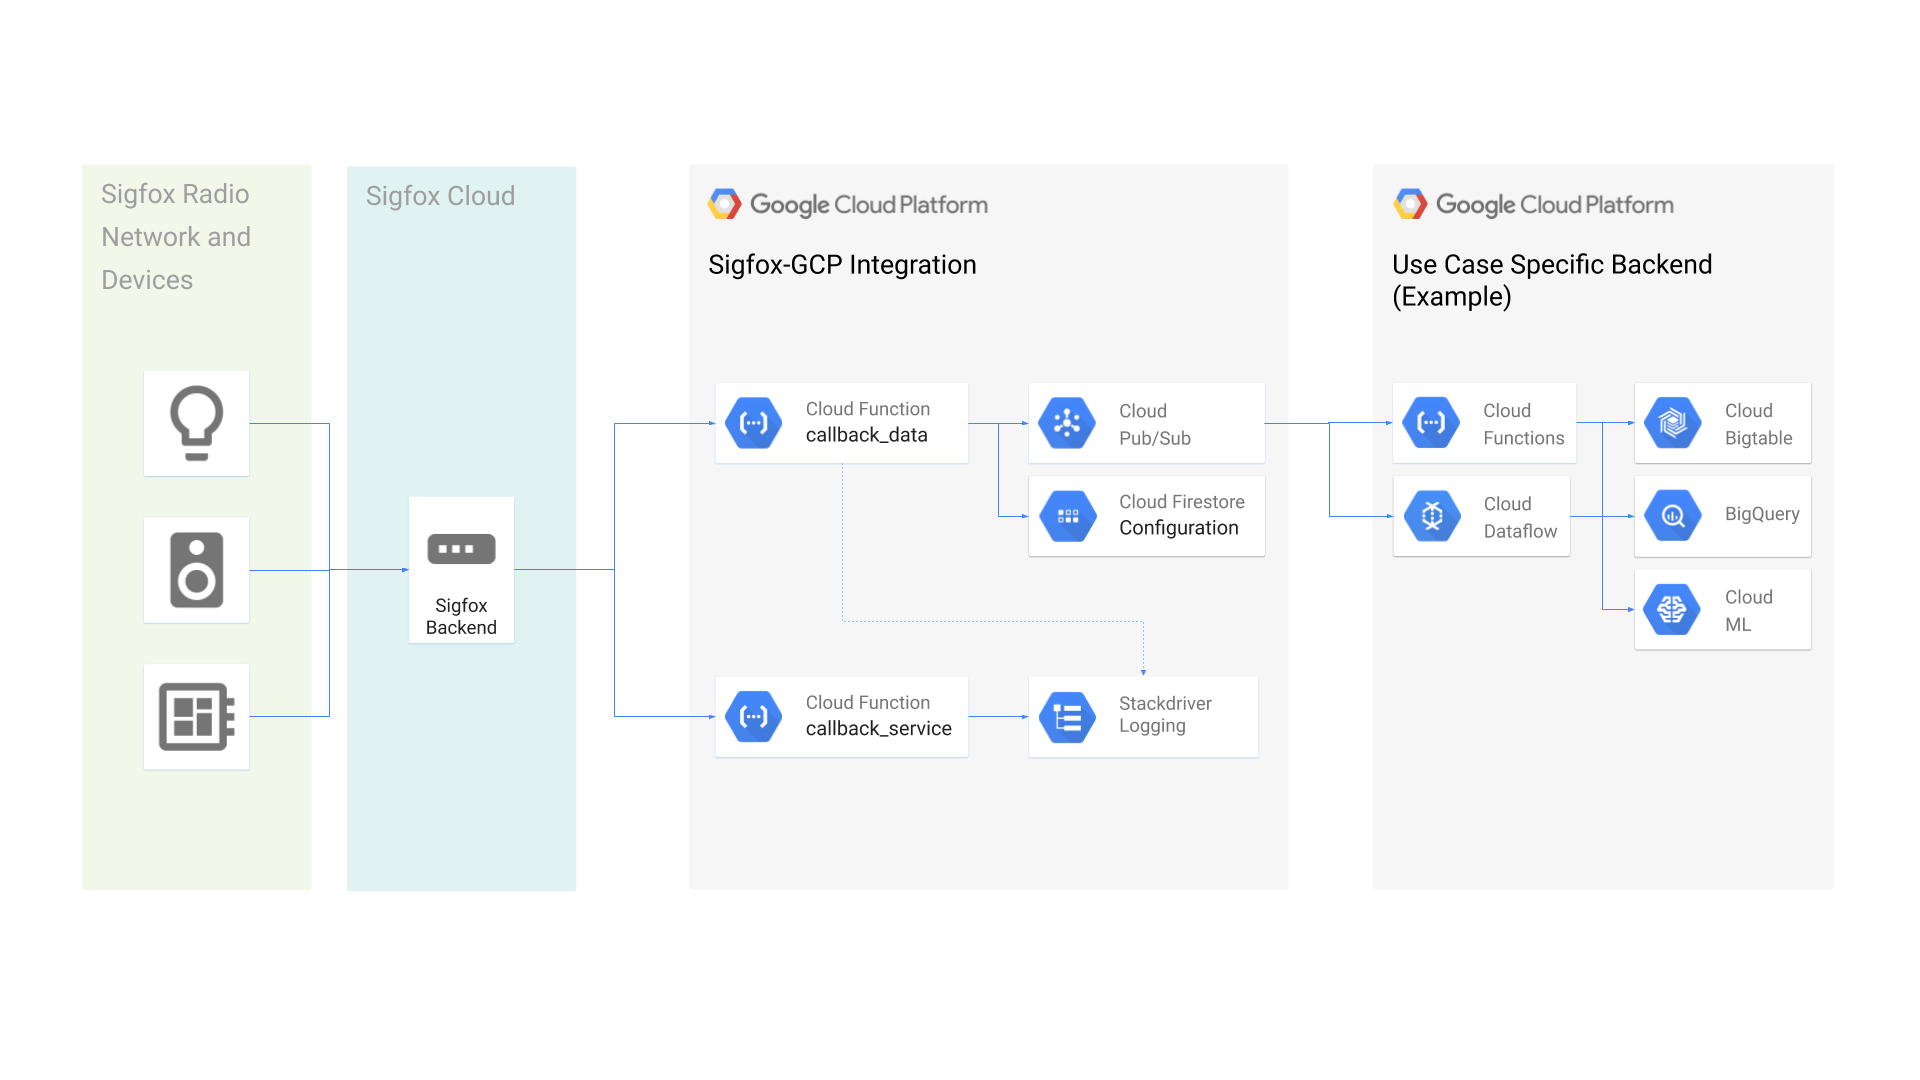 Sigfox Radio
Network and
Devices
Sigfox Cloud
Sigfox
Backend
Google Cloud Platform
Sigfox-GCP Integration
Cloud Function
callback_data
Cloud
Pub/Sub
Cloud Firestore
Configuration
Cloud Function
callback_service
Stackdriver
Logging
Google Cloud Platform
Use Case Specific Backend
(Example)
Cloud
Functions
Cloud
Bigtable
Cloud
Dataflow
BigQuery
Cloud
ML